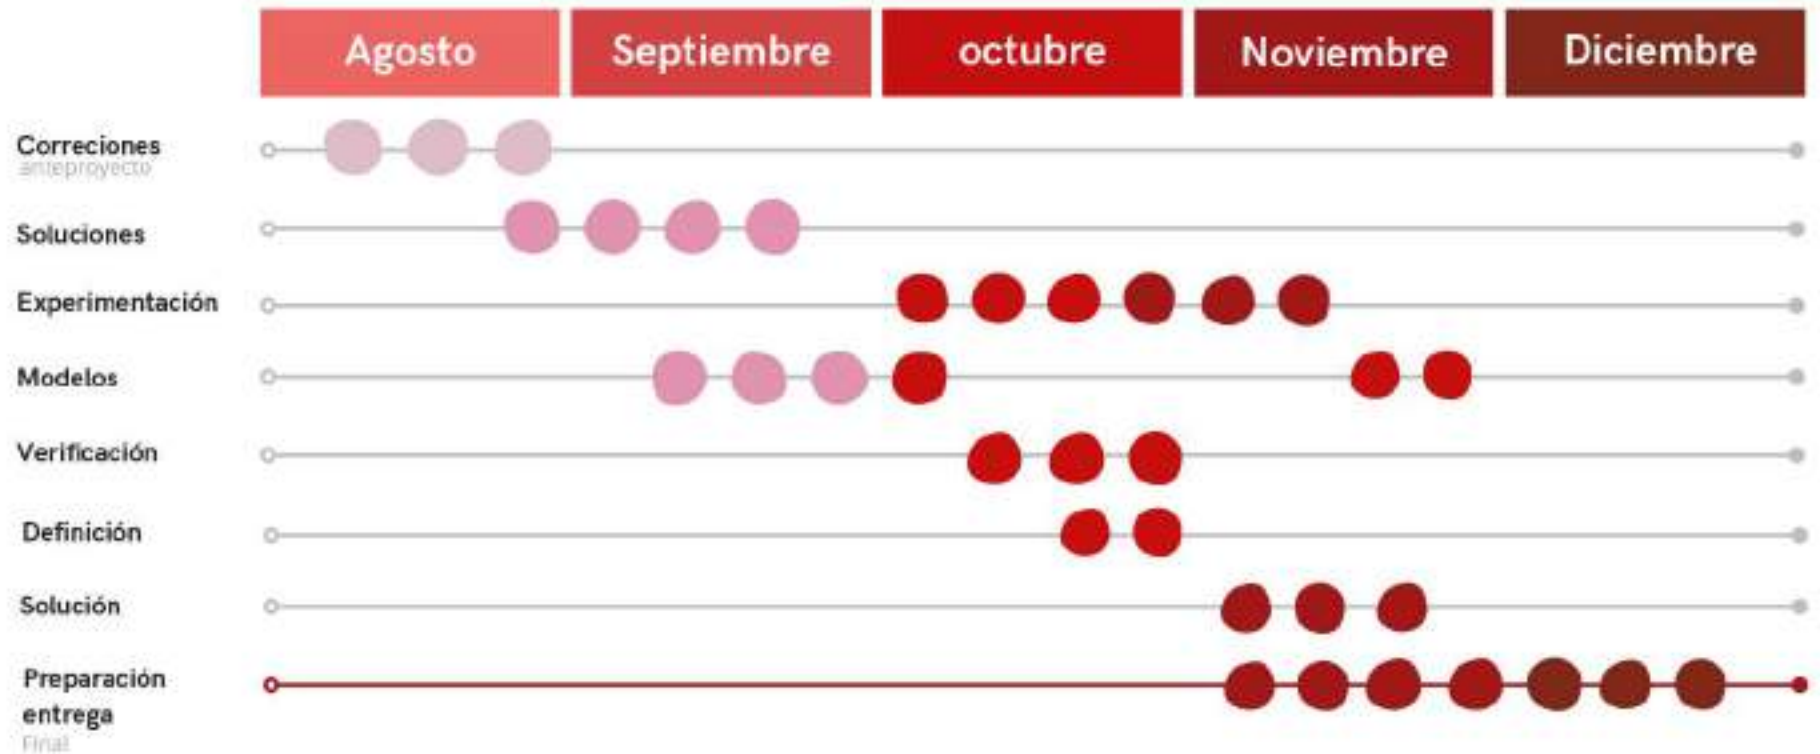 Agosto Septiembre octubre Noviembre Diciembre
Correciones
anteproyecto
Soluciones
Experimentación
Modelos
Verificación
Definición
Solución
Preparación
entrega
Final